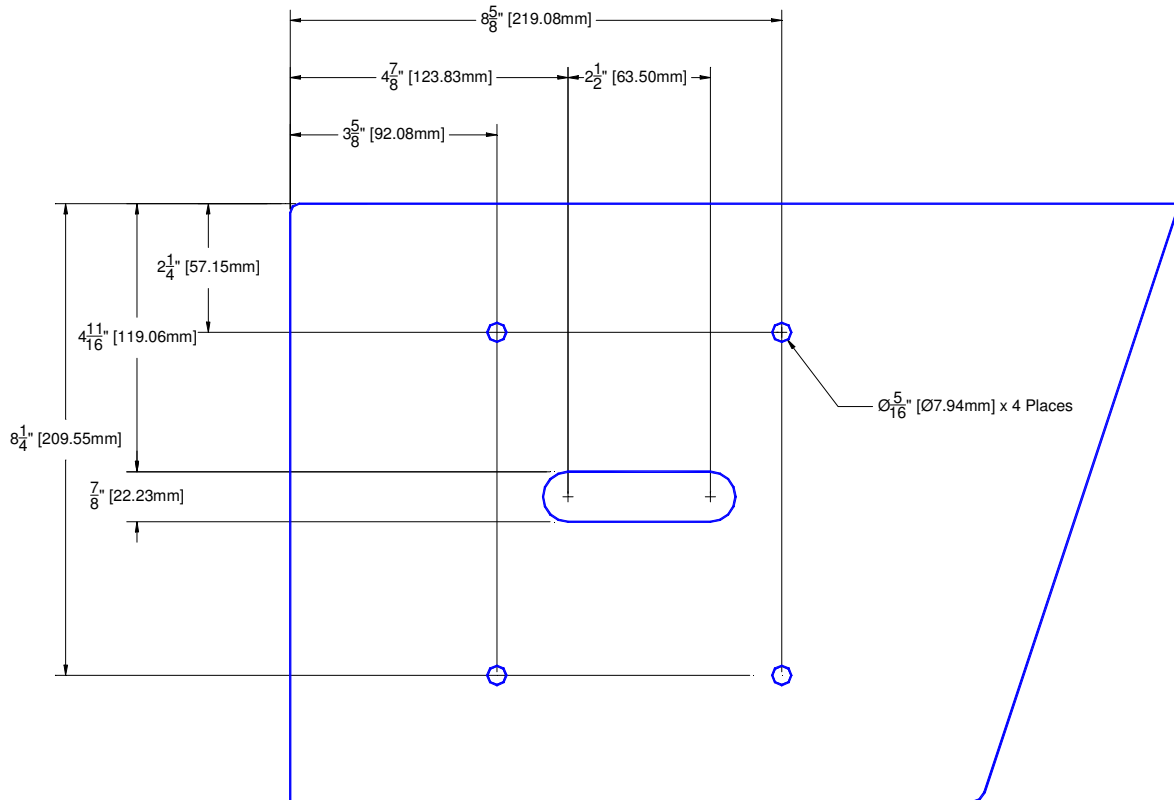 8 5/8" [219.08mm]
4 7/8" [123.83mm] 2 1/2" [63.50mm]
3 5/8" [92.08mm]
2 1/4" [57.15mm]
4 11/16" [119.06mm]
Ø5/16" [Ø7.94mm] x 4 Places
8 1/4" [209.55mm]
7/8" [22.23mm]